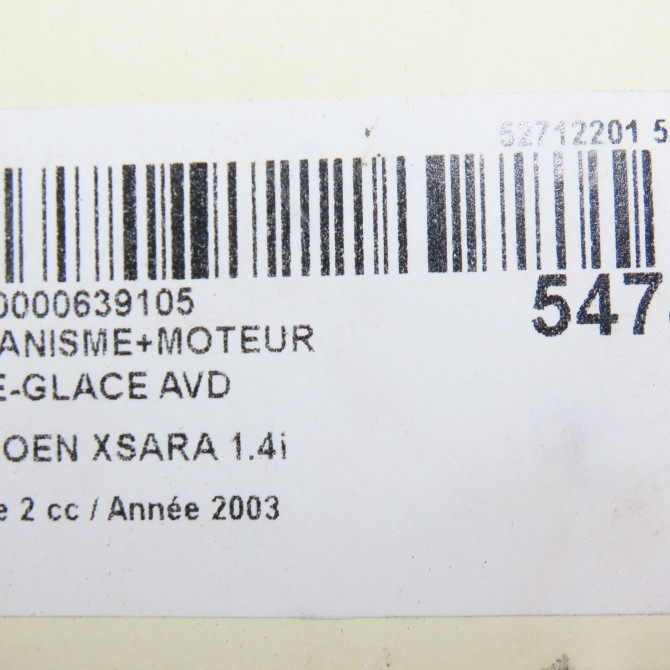 52712201 5
0000639105
547
ANISME+MOTEUR
E-GLACE AVD
OEN XSARA 1.4i
e 2 cc / Année 2003